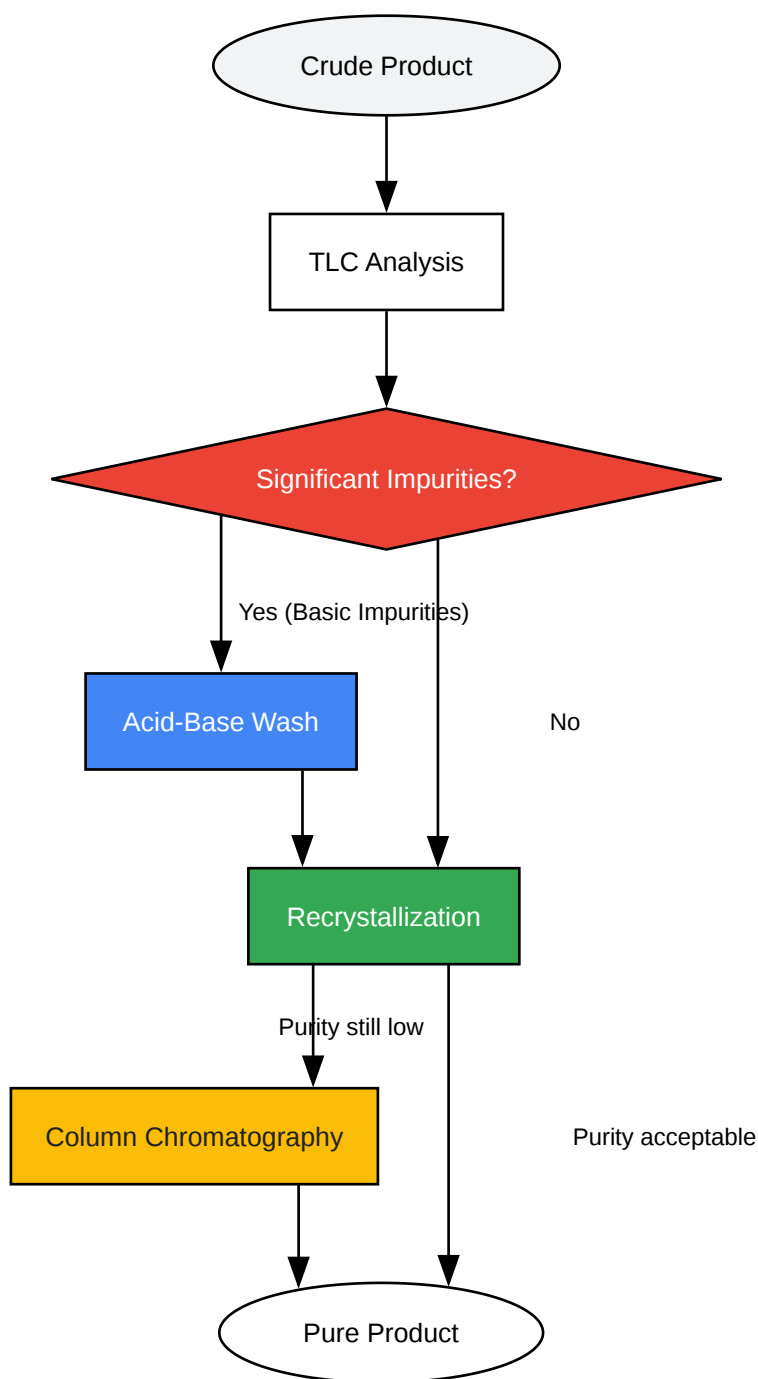 Crude Product
TLC Analysis
Significant Impurities?
Yes (Basic Impurities)
Acid-Base Wash
No
Recrystallization
Purity still low
Column Chromatography
Purity acceptable
Pure Product